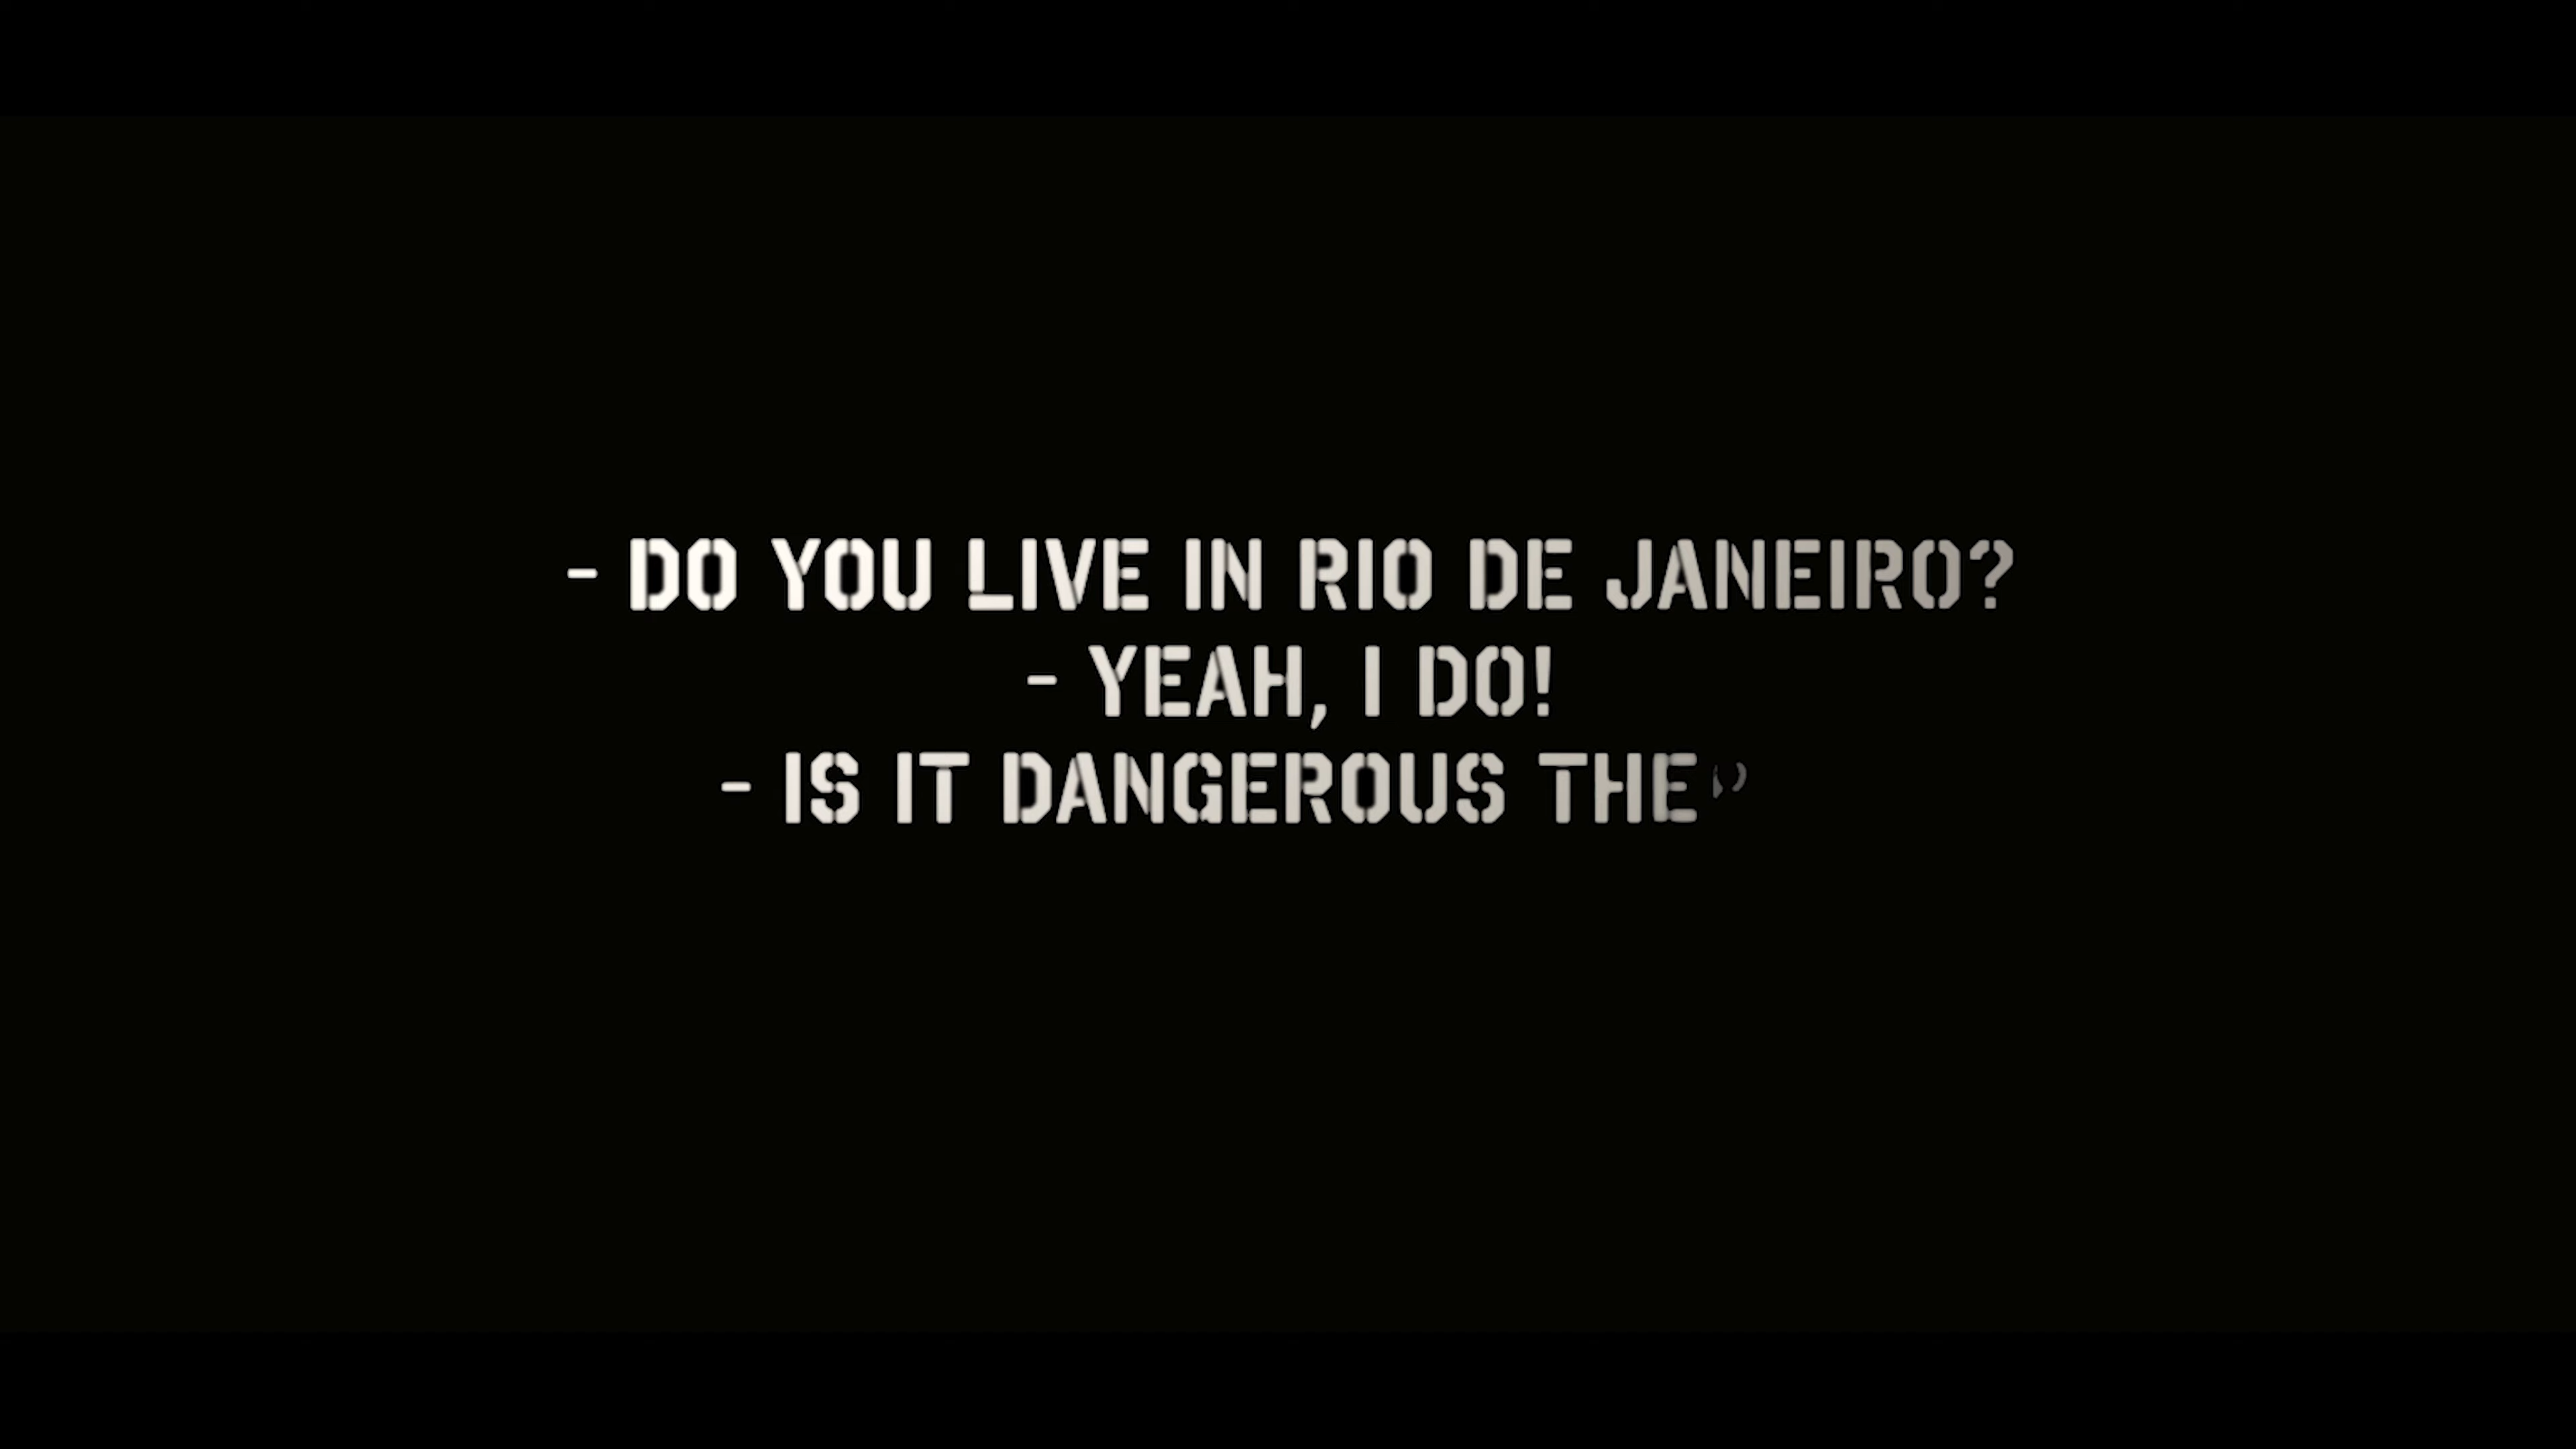 - DO YOU LIVE IN RIO DE JANEIRO?
- YEAH, I DO!
- IS IT DANGEROUS THE